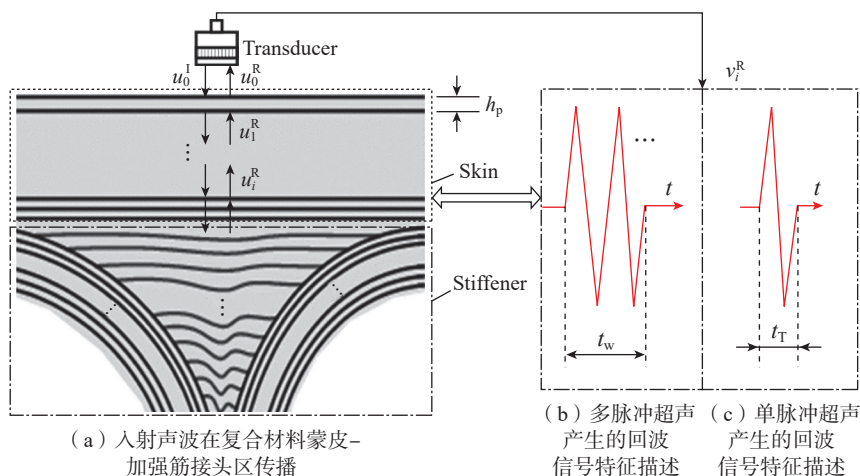 Transducer
u₀ᴵ
u₀ᴿ
vᵢᴿ
hₚ
u₁ᴿ
⋮
uᵢᴿ
Skin
Stiffener
⋮
⋮
⋮
…
t
t_w
t
t_T
（a）入射声波在复合材料蒙皮–
加强筋接头区传播
（b）多脉冲超声
产生的回波
信号特征描述
（c）单脉冲超声
产生的回波
信号特征描述